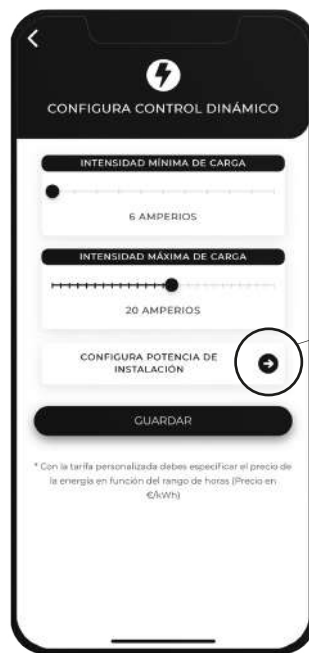 CONFIGURA CONTROL DINÁMICO
INTENSIDAD MÍNIMA DE CARGA
6 AMPERIOS
INTENSIDAD MÁXIMA DE CARGA
20 AMPERIOS
CONFIGURA POTENCIA DE
INSTALACIÓN
GUARDAR
* Con la tarifa personalizada debes especificar el precio de
la energía en función del rango de horas (Precio en
€/kWh)